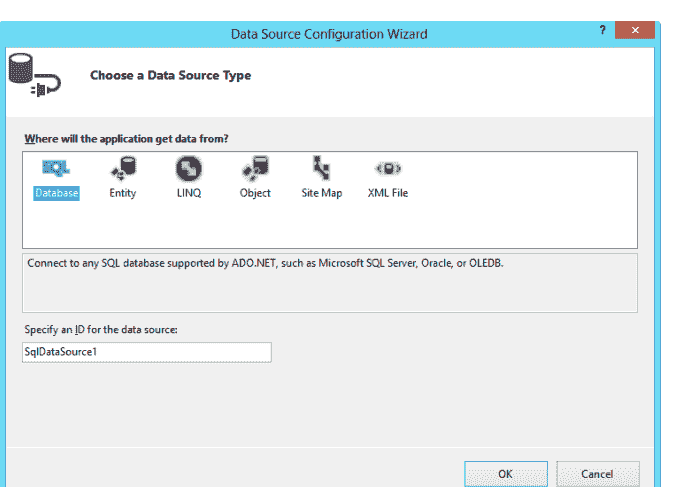 Data Source Configuration Wizard
?
×
Choose a Data Source Type
Where will the application get data from?
SQL
Database Entity LINQ Object Site Map XML File
Connect to any SQL database supported by ADO.NET, such as Microsoft SQL Server, Oracle, or OLEDB.
Specify an ID for the data source:
SqlDataSource1
OK Cancel